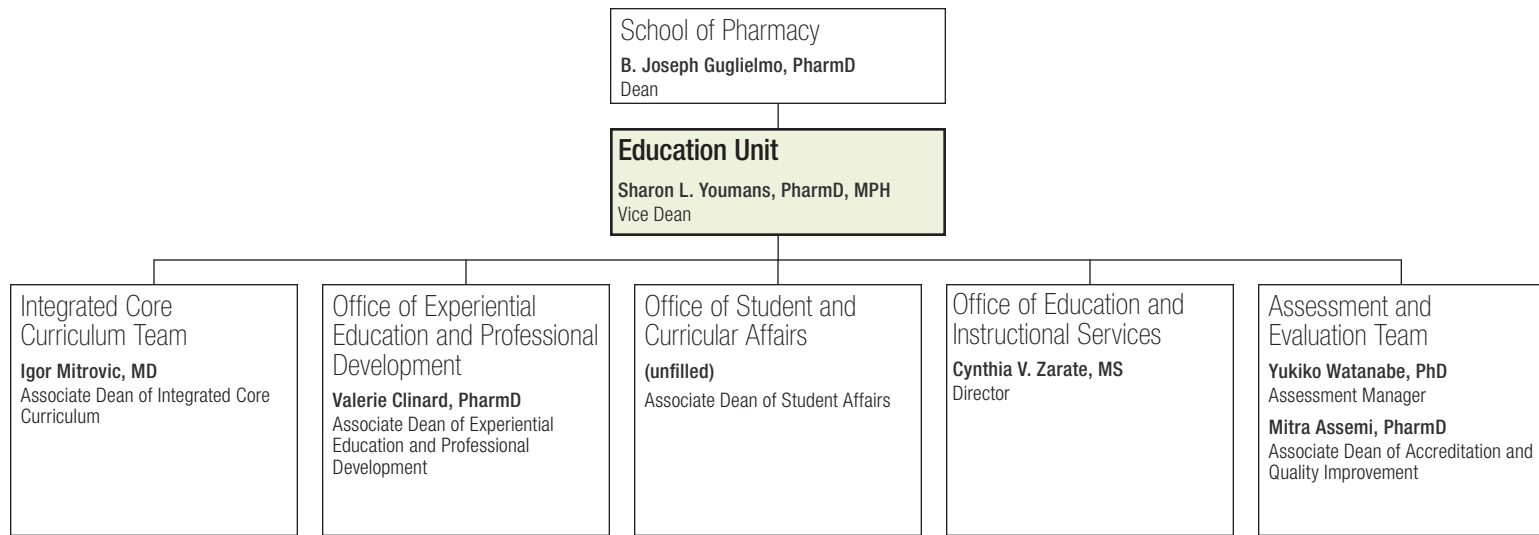 School of Pharmacy
B. Joseph Guglielmo, PharmD
Dean
Education Unit
Sharon L. Youmans, PharmD, MPH
Vice Dean
Integrated Core
Curriculum Team
Igor Mitrovic, MD
Associate Dean of Integrated Core
Curriculum
Office of Experiential
Education and Professional
Development
Valerie Clinard, PharmD
Associate Dean of Experiential
Education and Professional
Development
Office of Student and
Curricular Affairs
(unfilled)
Associate Dean of Student Affairs
Office of Education and
Instructional Services
Cynthia V. Zarate, MS
Director
Assessment and
Evaluation Team
Yukiko Watanabe, PhD
Assessment Manager
Mitra Assemi, PharmD
Associate Dean of Accreditation and
Quality Improvement